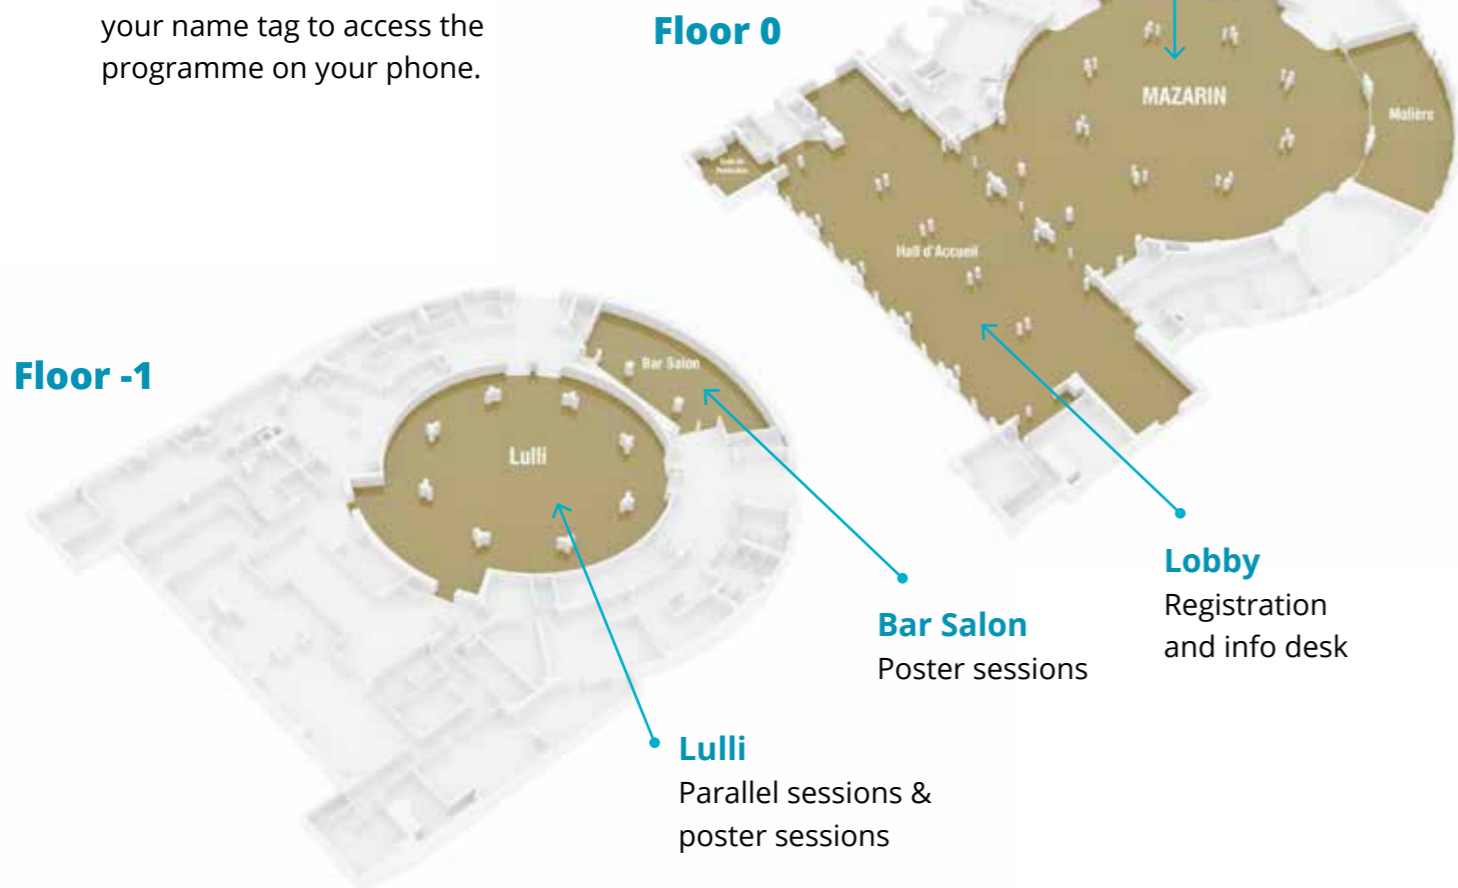 your name tag to access the
programme on your phone.
Floor 0
MAZARIN
Molière
Hall d'Accueil
Floor -1
Bar Salon
Lulli
Lobby
Registration
and info desk
Bar Salon
Poster sessions
Lulli
Parallel sessions &
poster sessions